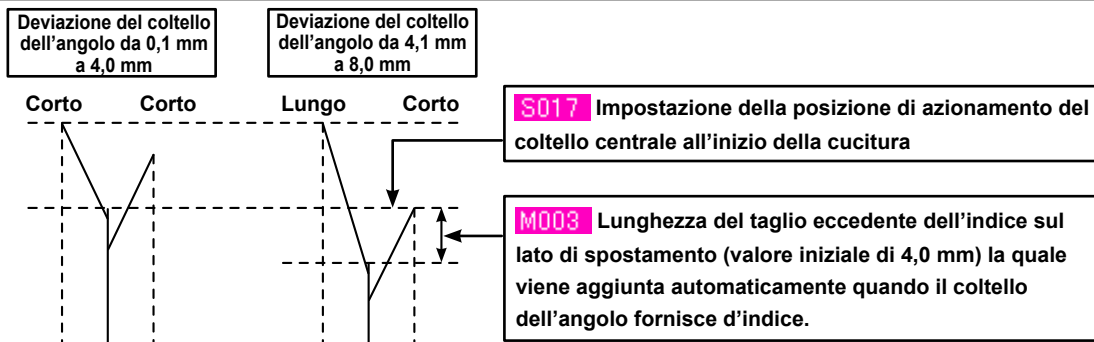 Deviazione del coltello
dell’angolo da 0,1 mm
a 4,0 mm
Deviazione del coltello
dell’angolo da 4,1 mm
a 8,0 mm
Corto Corto Lungo Corto
S017 Impostazione della posizione di azionamento del
coltello centrale all’inizio della cucitura
M003 Lunghezza del taglio eccedente dell’indice sul
lato di spostamento (valore iniziale di 4,0 mm) la quale
viene aggiunta automaticamente quando il coltello
dell’angolo fornisce d’indice.